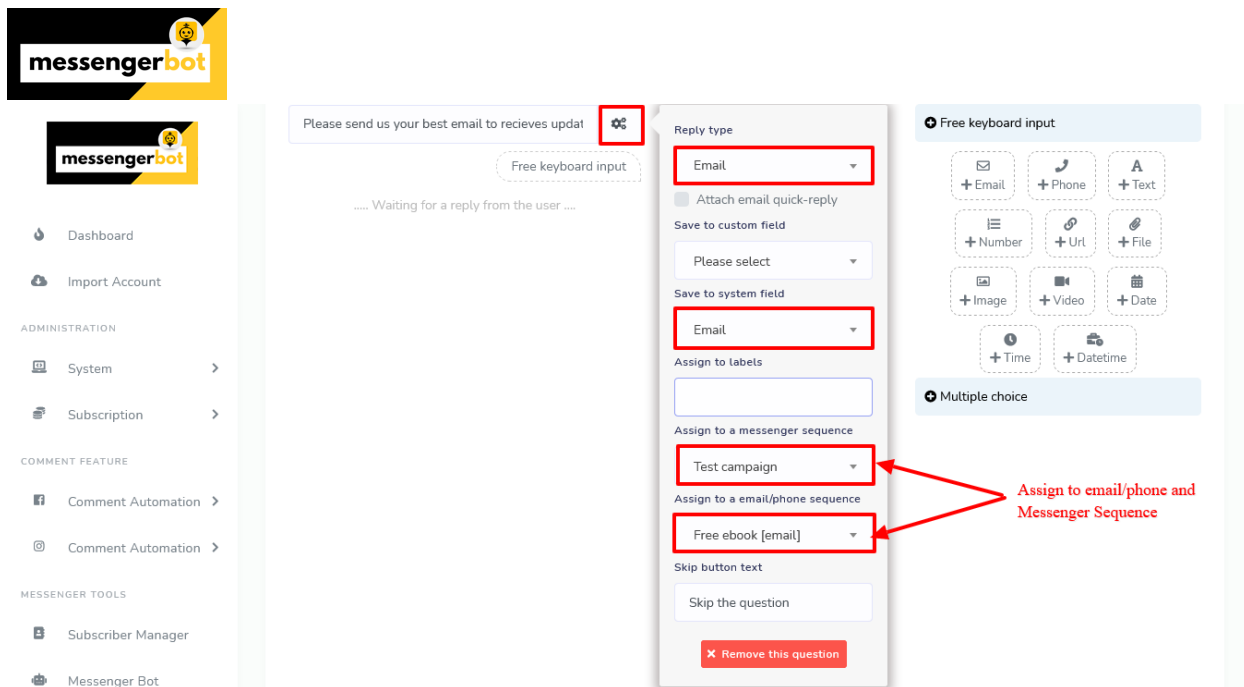 messengerbot
messengerbot
Dashboard
Import Account
ADMINISTRATION
System
Subscription
COMMENT FEATURE
Comment Automation
Comment Automation
MESSENGER TOOLS
Subscriber Manager
Messenger Bot
Please send us your best email to recieves updat
Free keyboard input
..... Waiting for a reply from the user ....
Reply type
Email
Attach email quick-reply
Save to custom field
Please select
Save to system field
Email
Assign to labels
Assign to a messenger sequence
Test campaign
Assign to a email/phone sequence
Free ebook [email]
Skip button text
Skip the question
× Remove this question
Free keyboard input
+ Email
+ Phone
A
+ Text
+ Number
+ Url
+ File
+ Image
+ Video
+ Date
+ Time
+ Datetime
Multiple choice
Assign to email/phone and
Messenger Sequence